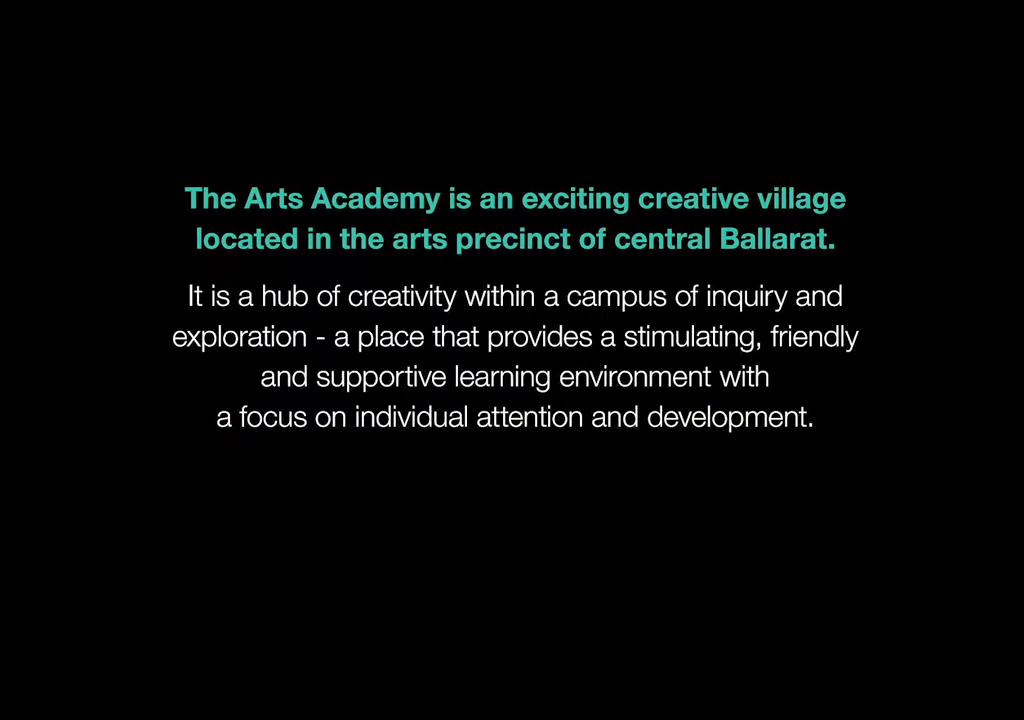 The Arts Academy is an exciting creative village
located in the arts precinct of central Ballarat.
It is a hub of creativity within a campus of inquiry and
exploration - a place that provides a stimulating, friendly
and supportive learning environment with
a focus on individual attention and development.